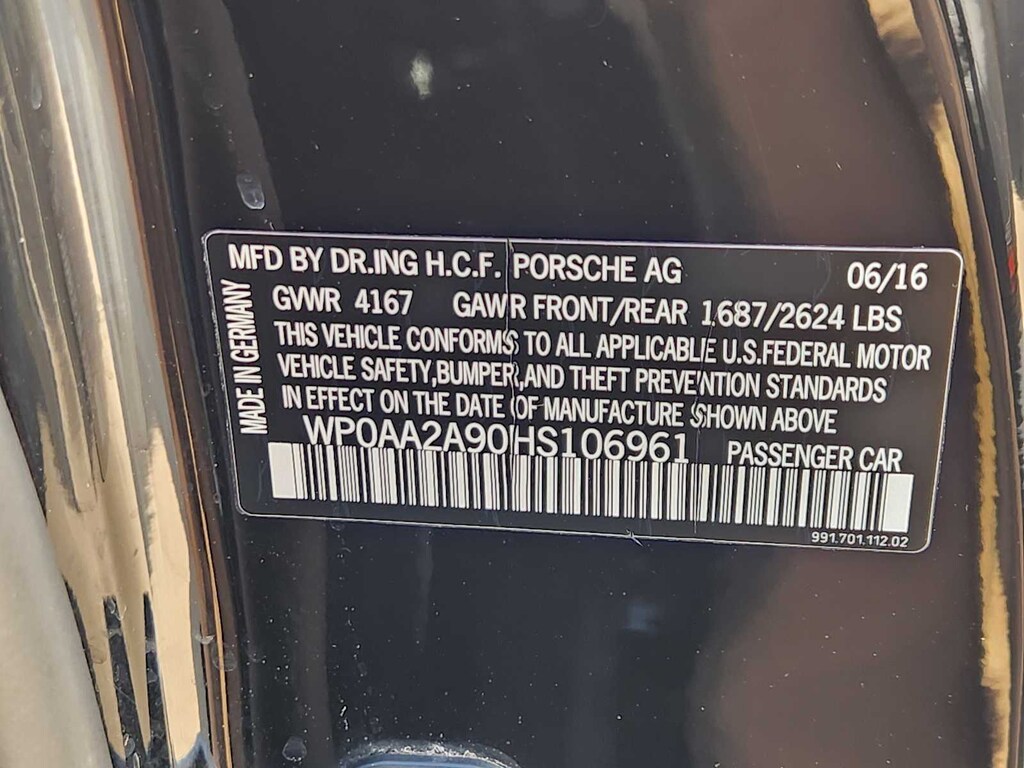 MFD BY DR.ING H.C.F. PORSCHE AG 06/16
GVWR 4167 GAWR FRONT/REAR 1687/2624 LBS
THIS VEHICLE CONFORMS TO ALL APPLICABLE U.S.FEDERAL MOTOR
VEHICLE SAFETY,BUMPER,AND THEFT PREVENTION STANDARDS
IN EFFECT ON THE DATE OF MANUFACTURE SHOWN ABOVE
WP0AA2A90HS106961 PASSENGER CAR
991.701.112.02
MADE IN GERMANY